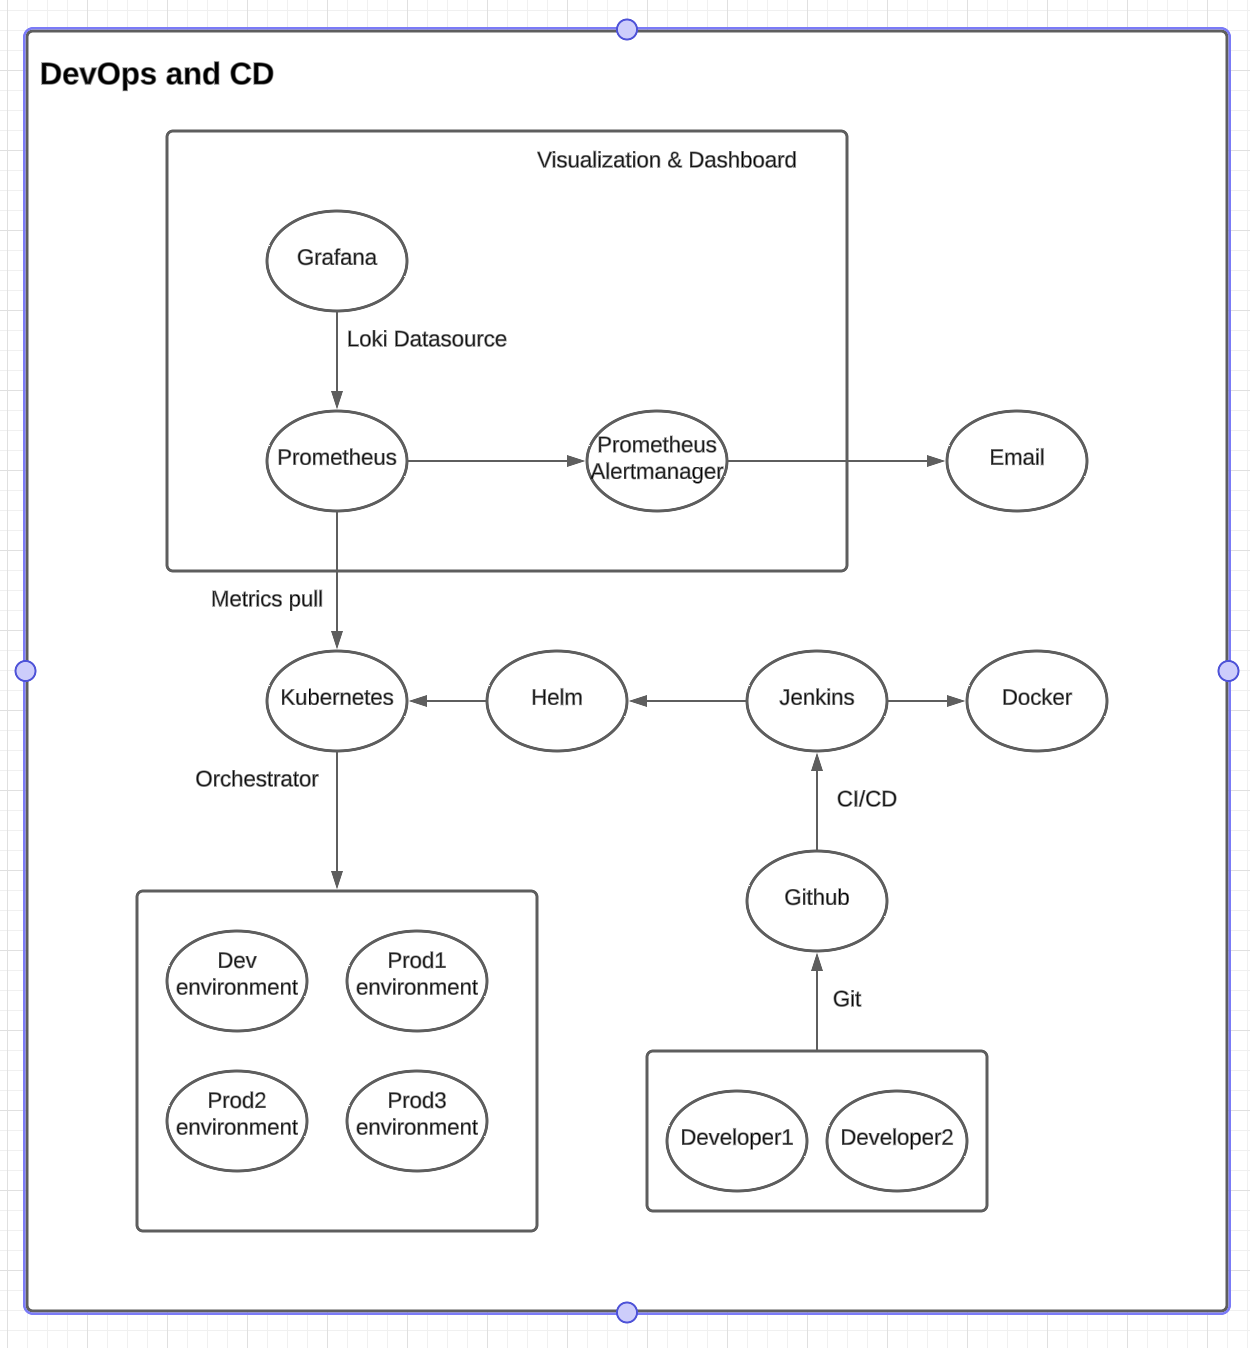 DevOps and CD
Visualization & Dashboard
Grafana
Loki Datasource
Prometheus
Prometheus
Alertmanager
Email
Metrics pull
Kubernetes
Helm
Jenkins
Docker
Orchestrator
CI/CD
Github
Dev
environment
Prod1
environment
Git
Prod2
environment
Prod3
environment
Developer1
Developer2